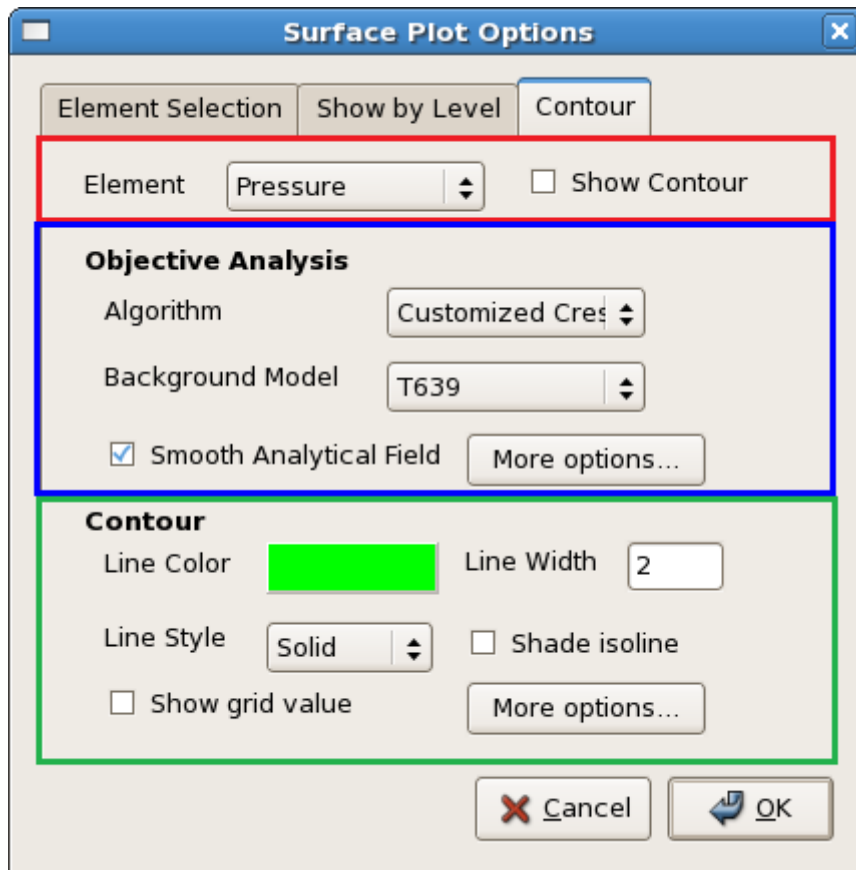 Surface Plot Options
Element Selection Show by Level Contour
Element Pressure Show Contour
Objective Analysis
Algorithm Customized Cres
Background Model T639
Smooth Analytical Field More options...
Contour
Line Color Line Width 2
Line Style Solid Shade isoline
Show grid value More options...
Cancel OK